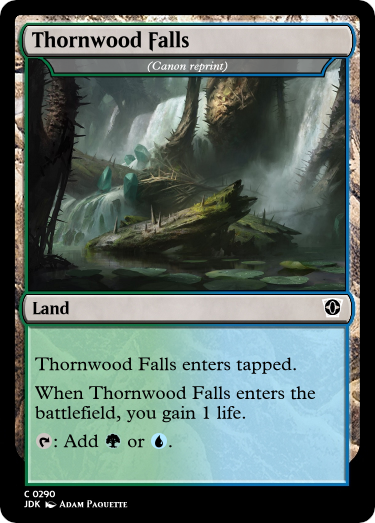 Thornwood Falls
(Canon reprint)
Land
Thornwood Falls enters tapped.
When Thornwood Falls enters the
battlefield, you gain 1 life.
: Add or .
C 0290
JDK Adam Paquette